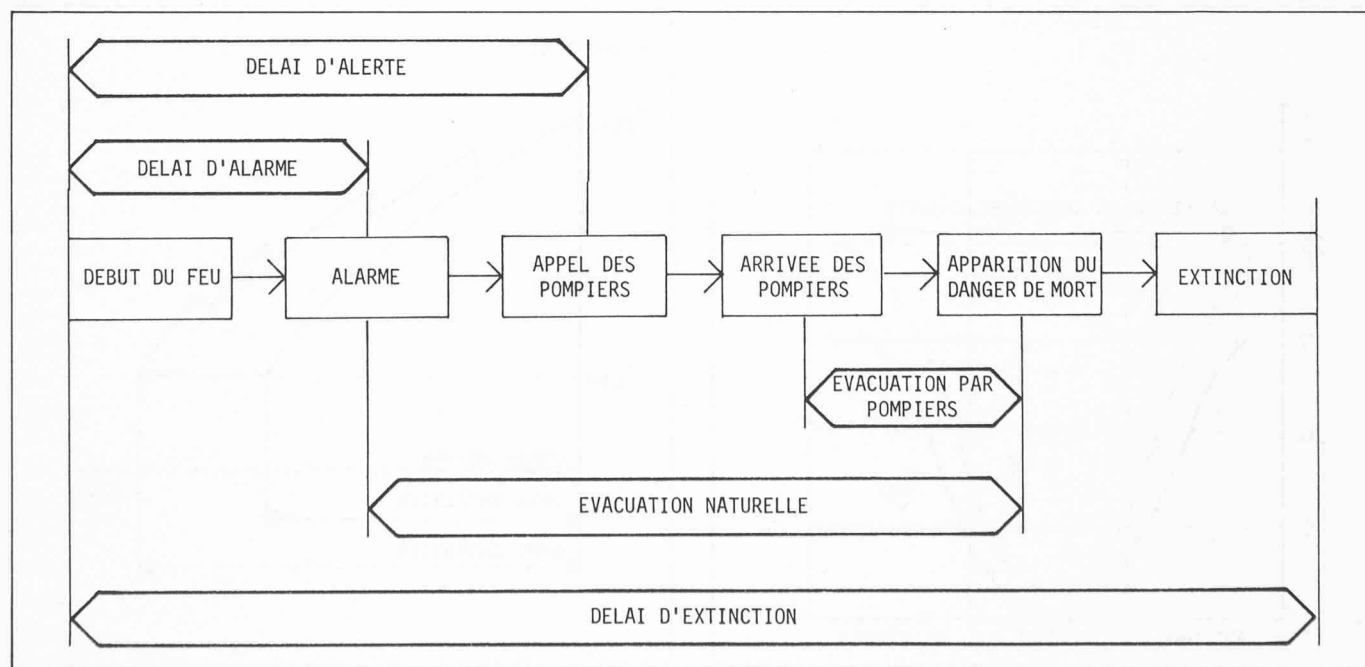 DELAI D'ALERTE
DELAI D'ALARME
DEBUT DU FEU
ALARME
APPEL DES
POMPIERS
ARRIVEE DES
POMPIERS
APPARITION DU
DANGER DE MORT
EXTINCTION
EVACUATION PAR
POMPIERS
EVACUATION NATURELLE
DELAI D'EXTINCTION